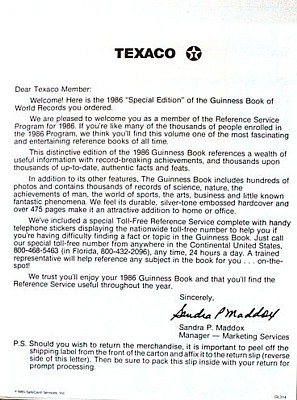 TEXACO
Dear Texaco Member:
Welcome! Here is the 1986 "Special Edition" of the Guinness Book of
World Records you ordered.
We are pleased to welcome you as a member of the Reference Service
Program for 1986. If you're like many of the thousands of people enrolled
in the 1986 Program, we think you'll find this volume one of the most fascinating
and entertaining reference books of all time.
This distinctive edition of the Guinness Book references a wealth of
useful information with record-breaking achievements, and thousands upon
thousands of up-to-date, authentic facts and feats.
In addition to its other features, the Guinness Book includes hundreds of
photos and contains thousands of records of science, nature, the
achievements of man, the world of sports, the arts, business and little known
fantastic phenomena. We feel its durable, silver-tone embossed hardcover and
over 475 pages make it an attractive addition to home or office.
We've included a special Toll-Free Reference Service complete with handy
telephone stickers displaying the nationwide toll-free number to help you if
you're having difficulty finding a fact or topic in the Guinness Book. Just call
our special toll-free number from anywhere in the Continental United States,
800-468-5463 (in Florida, 800-432-2096), any time, 24 hours a day. A trained
representative will help reference any subject in the book for you . . . on-the-
spot!
We trust you'll enjoy your 1986 Guinness Book and that you'll find the
Reference Service useful throughout the year.
Sincerely,
Sandra P Maddox
Sandra P. Maddox
Manager — Marketing Services
P.S. Should you wish to return the merchandise, it is important to peel off the
shipping label from the front of the carton and affix it to the return slip (reverse
side of this letter). Then be sure to pack this slip inside your return for
prompt processing.